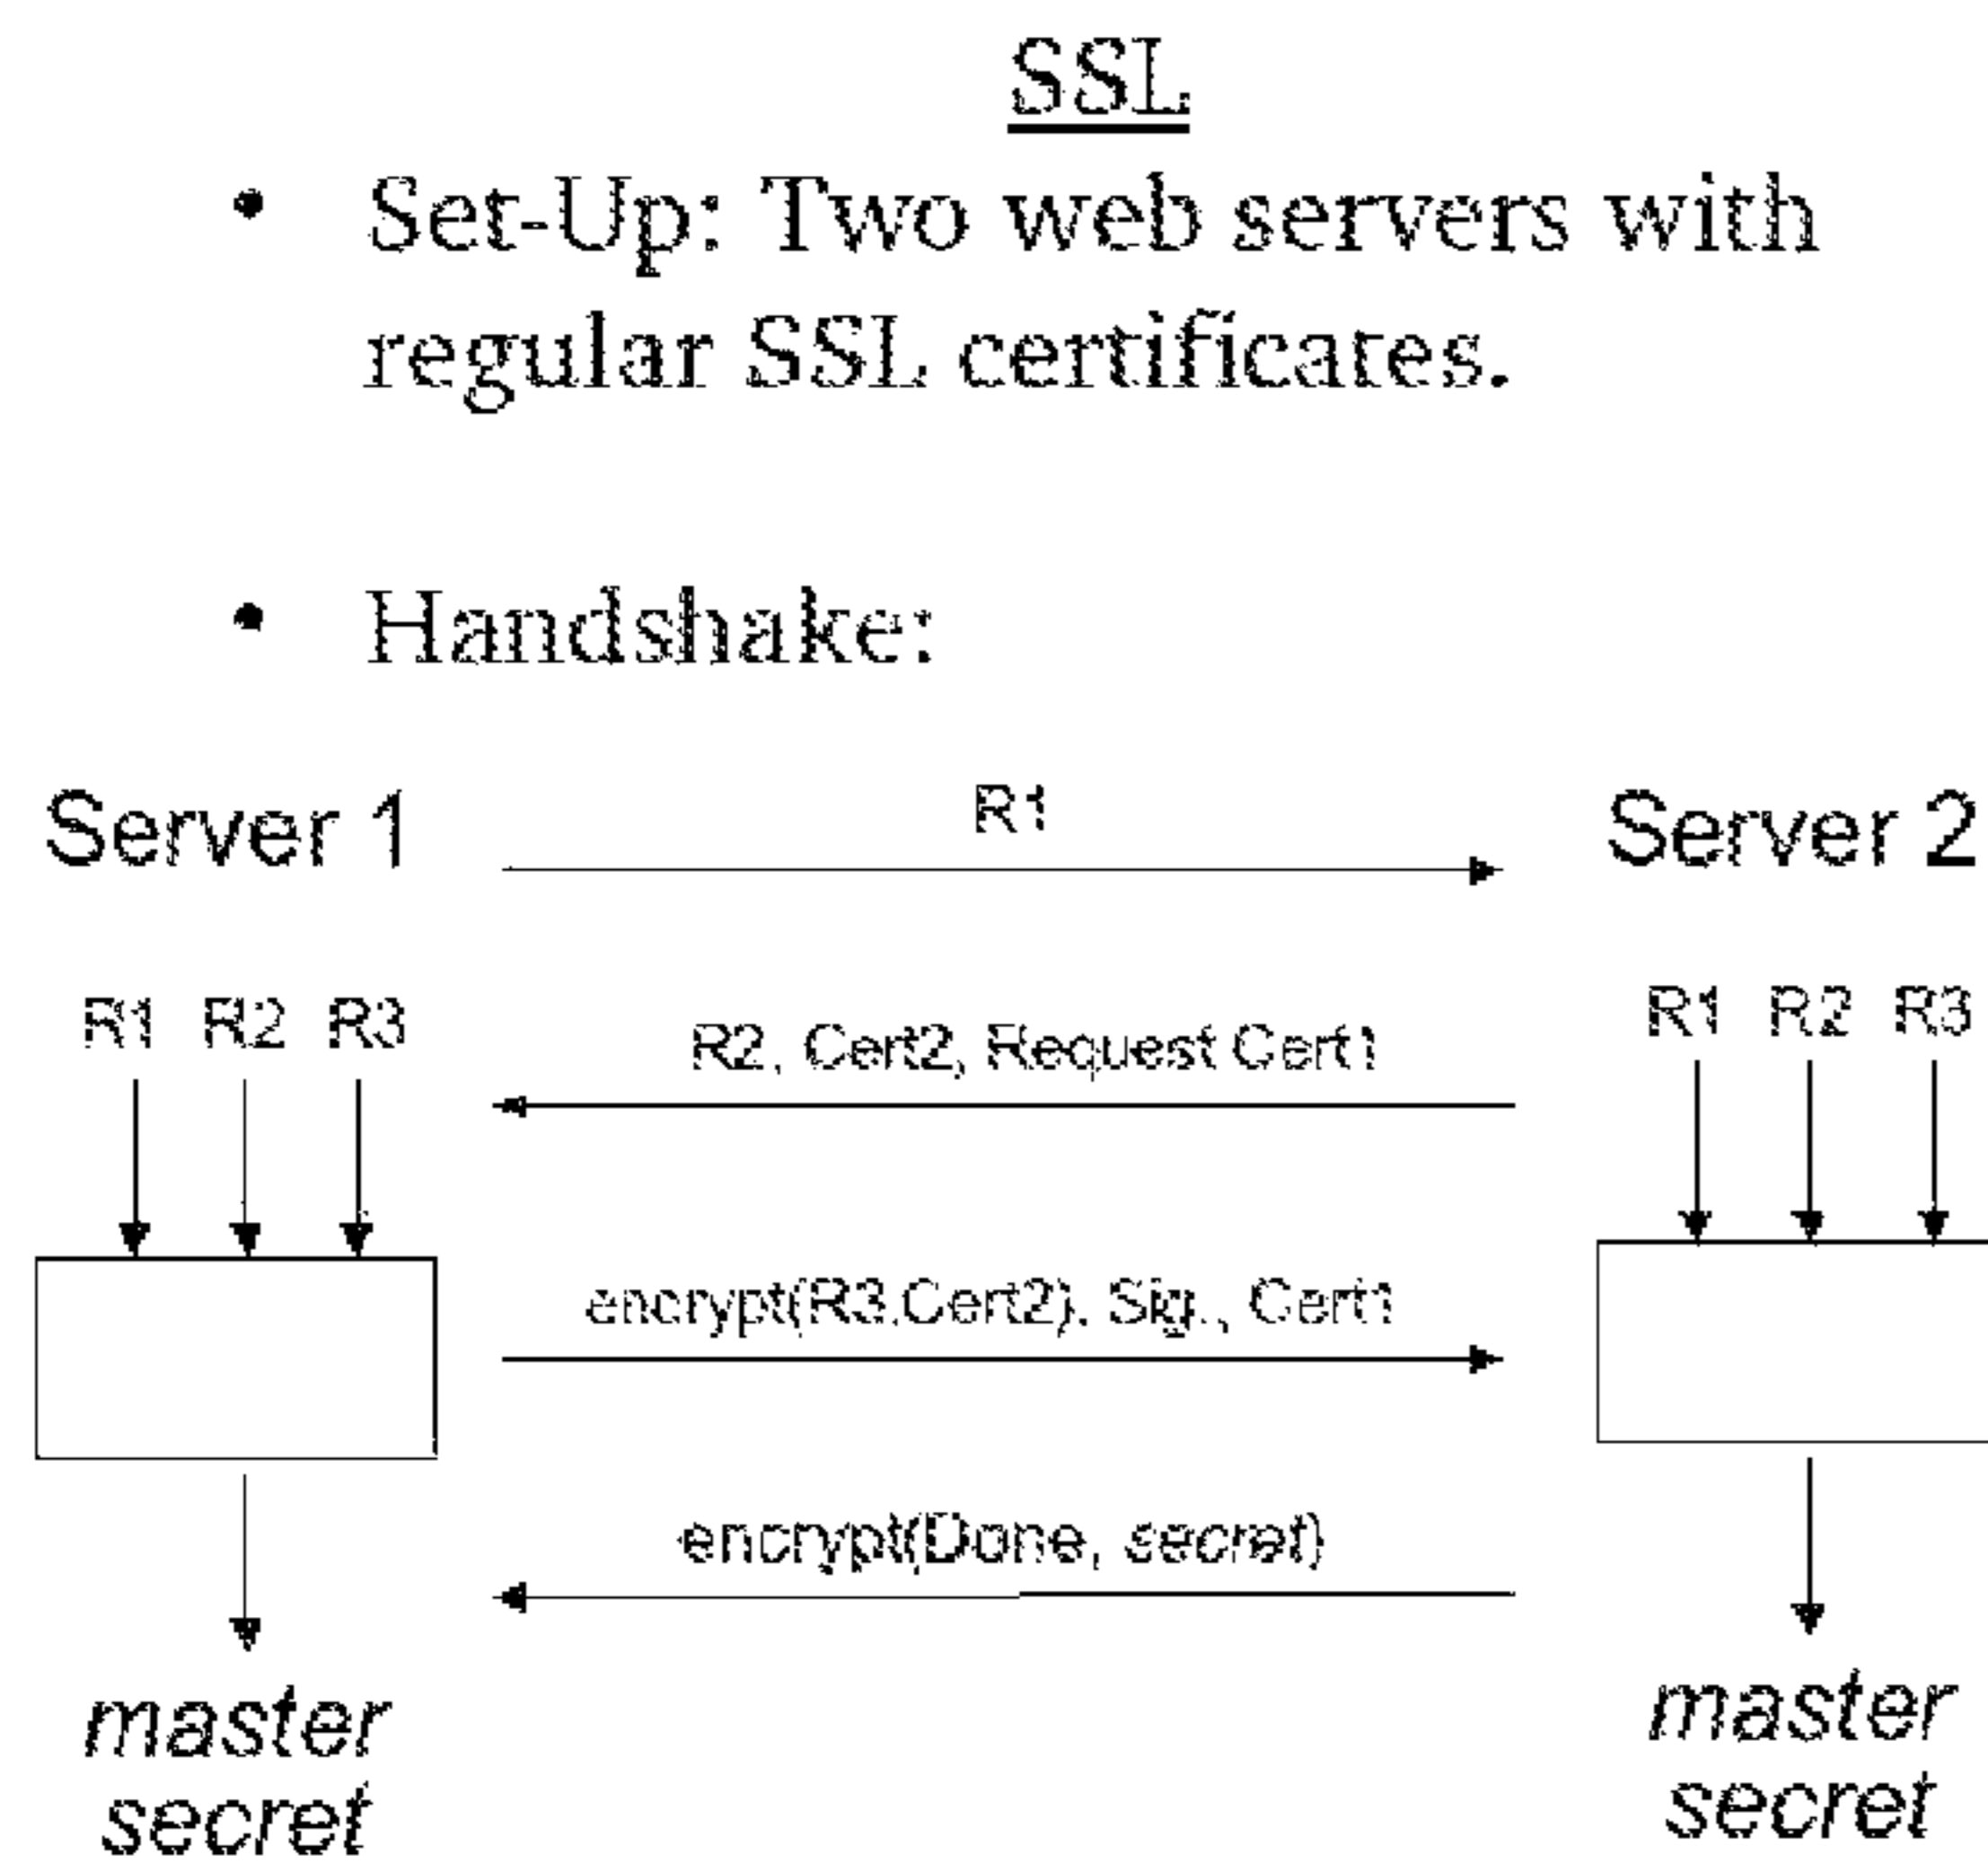 SSL
• Set-Up: Two web servers with
regular SSL certificates.
• Handshake:
Server 1
R1
Server 2
R1 R2 R3
R2, Cert2, Request Cert1
R1 R2 R3
encrypt(R3,Cert2), Sig., Cert1
encrypt(Done, secret)
master
secret
master
secret